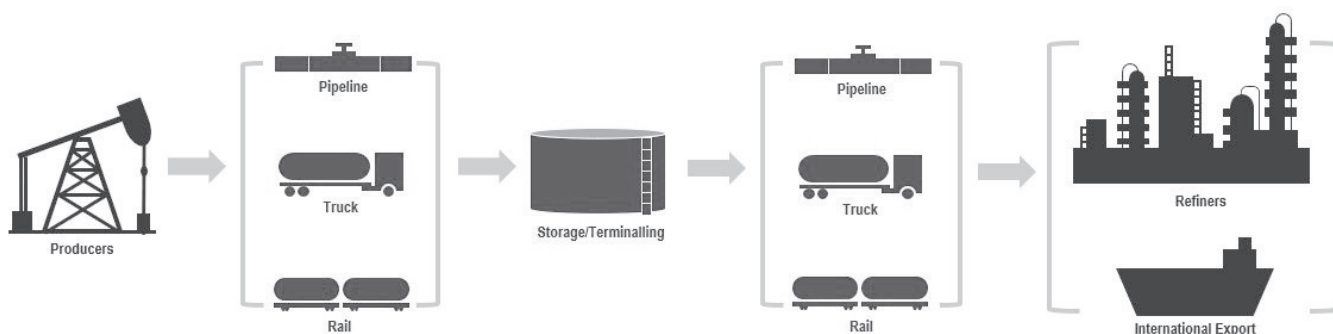 Producers
Pipeline
Truck
Rail
Storage/Terminalling
Pipeline
Truck
Rail
Refiners
International Export